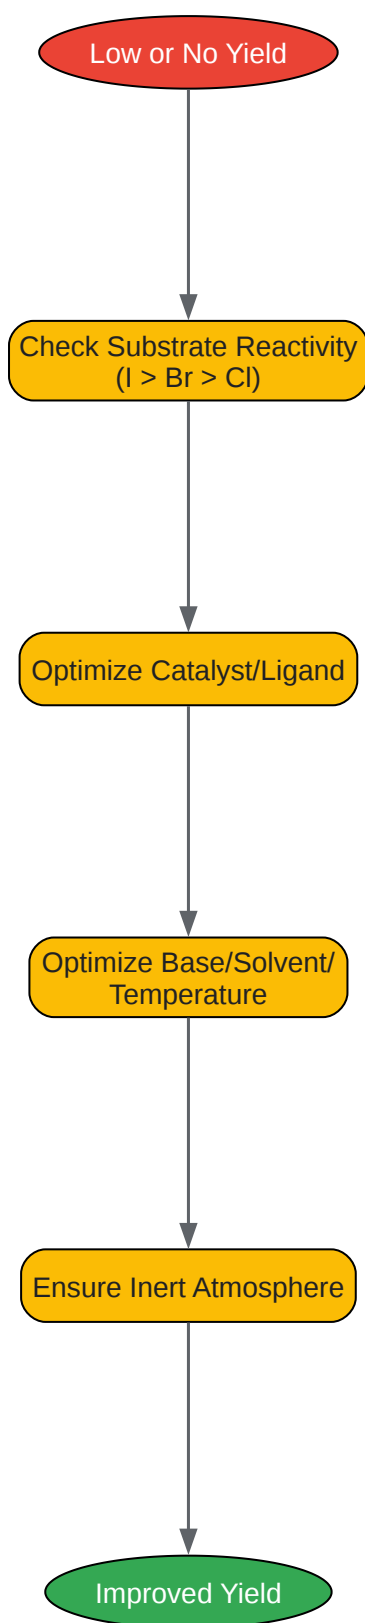 Low or No Yield
Check Substrate Reactivity
(I > Br > Cl)
Optimize Catalyst/Ligand
Optimize Base/Solvent/
Temperature
Ensure Inert Atmosphere
Improved Yield